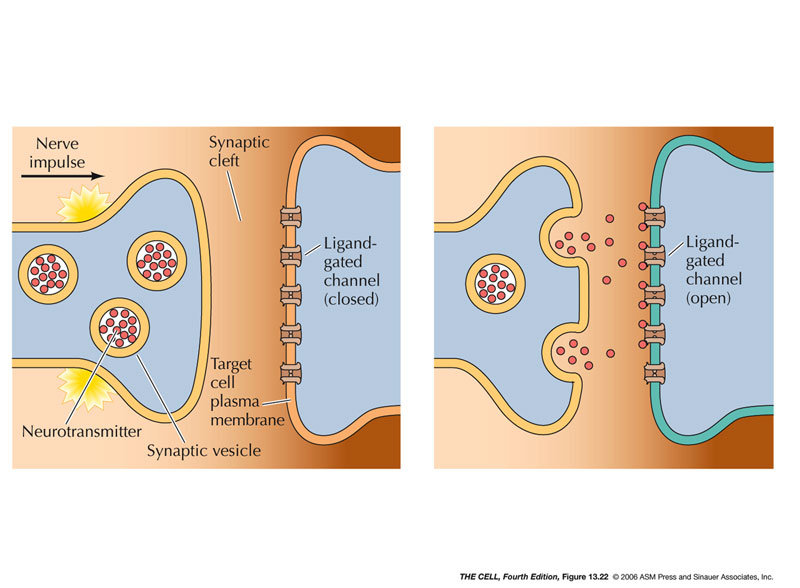 Nerve
impulse
Synaptic
cleft
Ligand-
gated
channel
(closed)
Target
cell
plasma
membrane
Neurotransmitter
Synaptic vesicle
Ligand-
gated
channel
(open)
THE CELL, Fourth Edition, Figure 13.22 © 2006 ASM Press and Sinauer Associates, Inc.